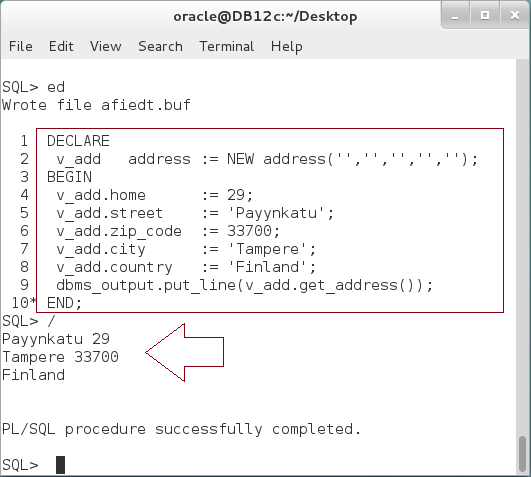 oracle@DB12c:~/Desktop
File Edit View Search Terminal Help
SQL> ed
Wrote file afiedt.buf
1 DECLARE
2 v_add address := NEW address('','','','','');
3 BEGIN
4 v_add.home := 29;
5 v_add.street := 'Payynkatu';
6 v_add.zip_code := 33700;
7 v_add.city := 'Tampere';
8 v_add.country := 'Finland';
9 dbms_output.put_line(v_add.get_address());
10* END;
SQL> /
Payynkatu 29
Tampere 33700
Finland
PL/SQL procedure successfully completed.
SQL>